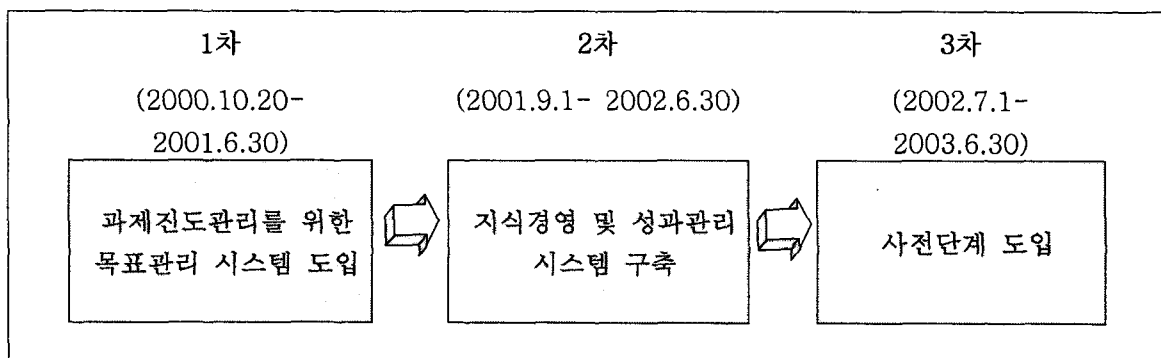 1차
(2000.10.20-
2001.6.30)
과제진도관리를 위한
목표관리 시스템 도입
2차
(2001.9.1- 2002.6.30)
지식경영 및 성과관리
시스템 구축
3차
(2002.7.1-
2003.6.30)
사전단계 도입